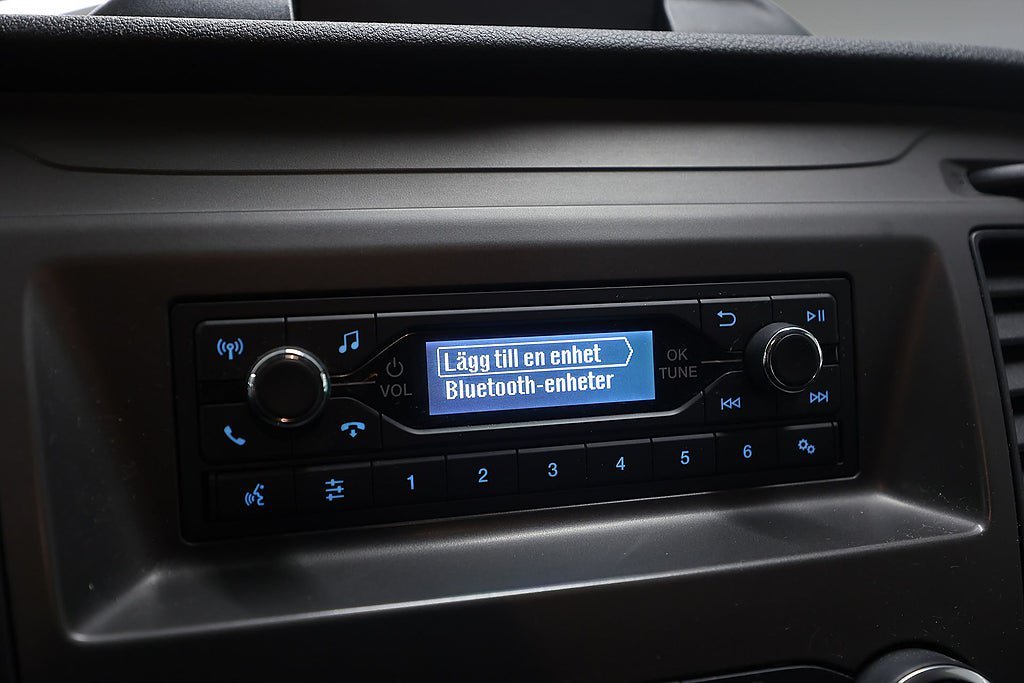 Lägg till en enhet
Bluetooth-enheter
VOL
OK
TUNE
1
2
3
4
5
6